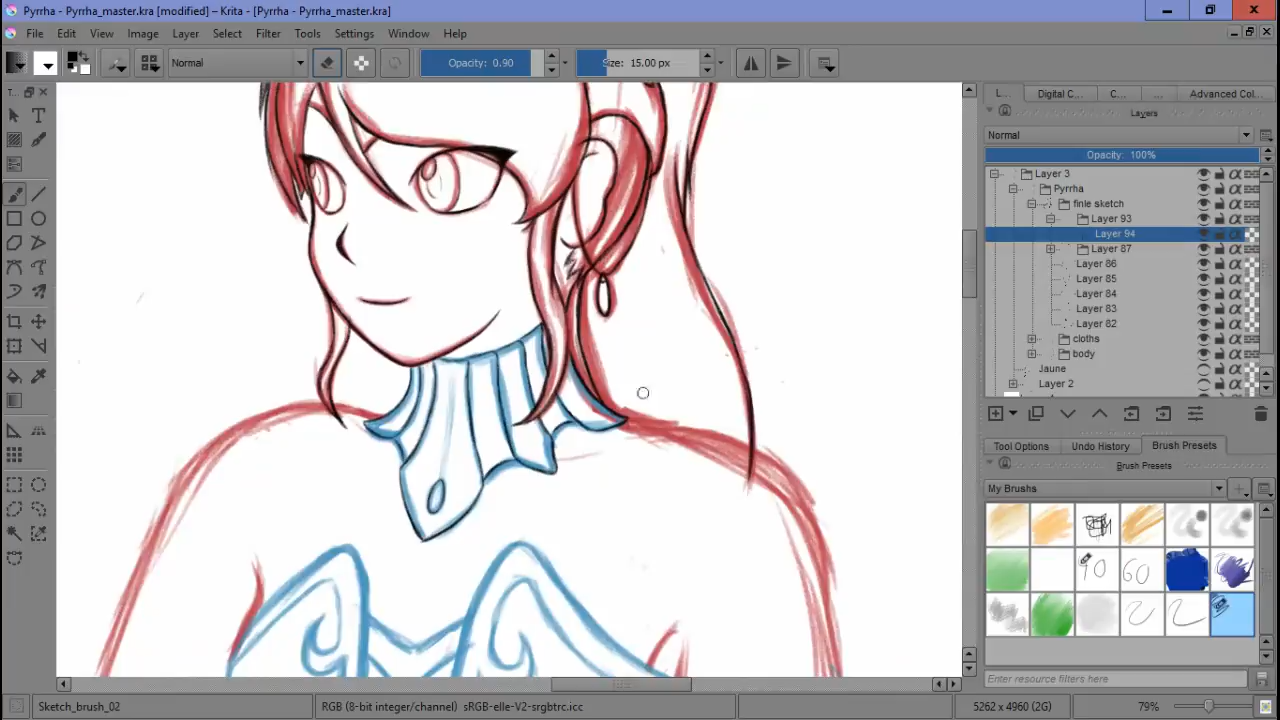 Pyrrha - Pyrrha_master.kra [modified] – Krita - [Pyrrha - Pyrrha_master.kra]
File Edit View Image Layer Select Filter Tools Settings Window Help
Normal Opacity: 0.90 Size: 15.00 px
T... L... Digital C... C... ... Advanced Col...
Layers
Normal
Opacity: 100%
Layer 3
Pyrrha
finle sketch
Layer 93
Layer 94
Layer 87
Layer 86
Layer 85
Layer 84
Layer 83
Layer 82
cloths
body
Jaune
Layer 2
Tool Options Undo History Brush Presets
Brush Presets
My Brushes
10 60
Enter resource filters here
Sketch_brush_02 RGB (8-bit integer/channel) sRGB-elle-V2-srgbtrc.icc 5262 x 4960 (2G) 79%